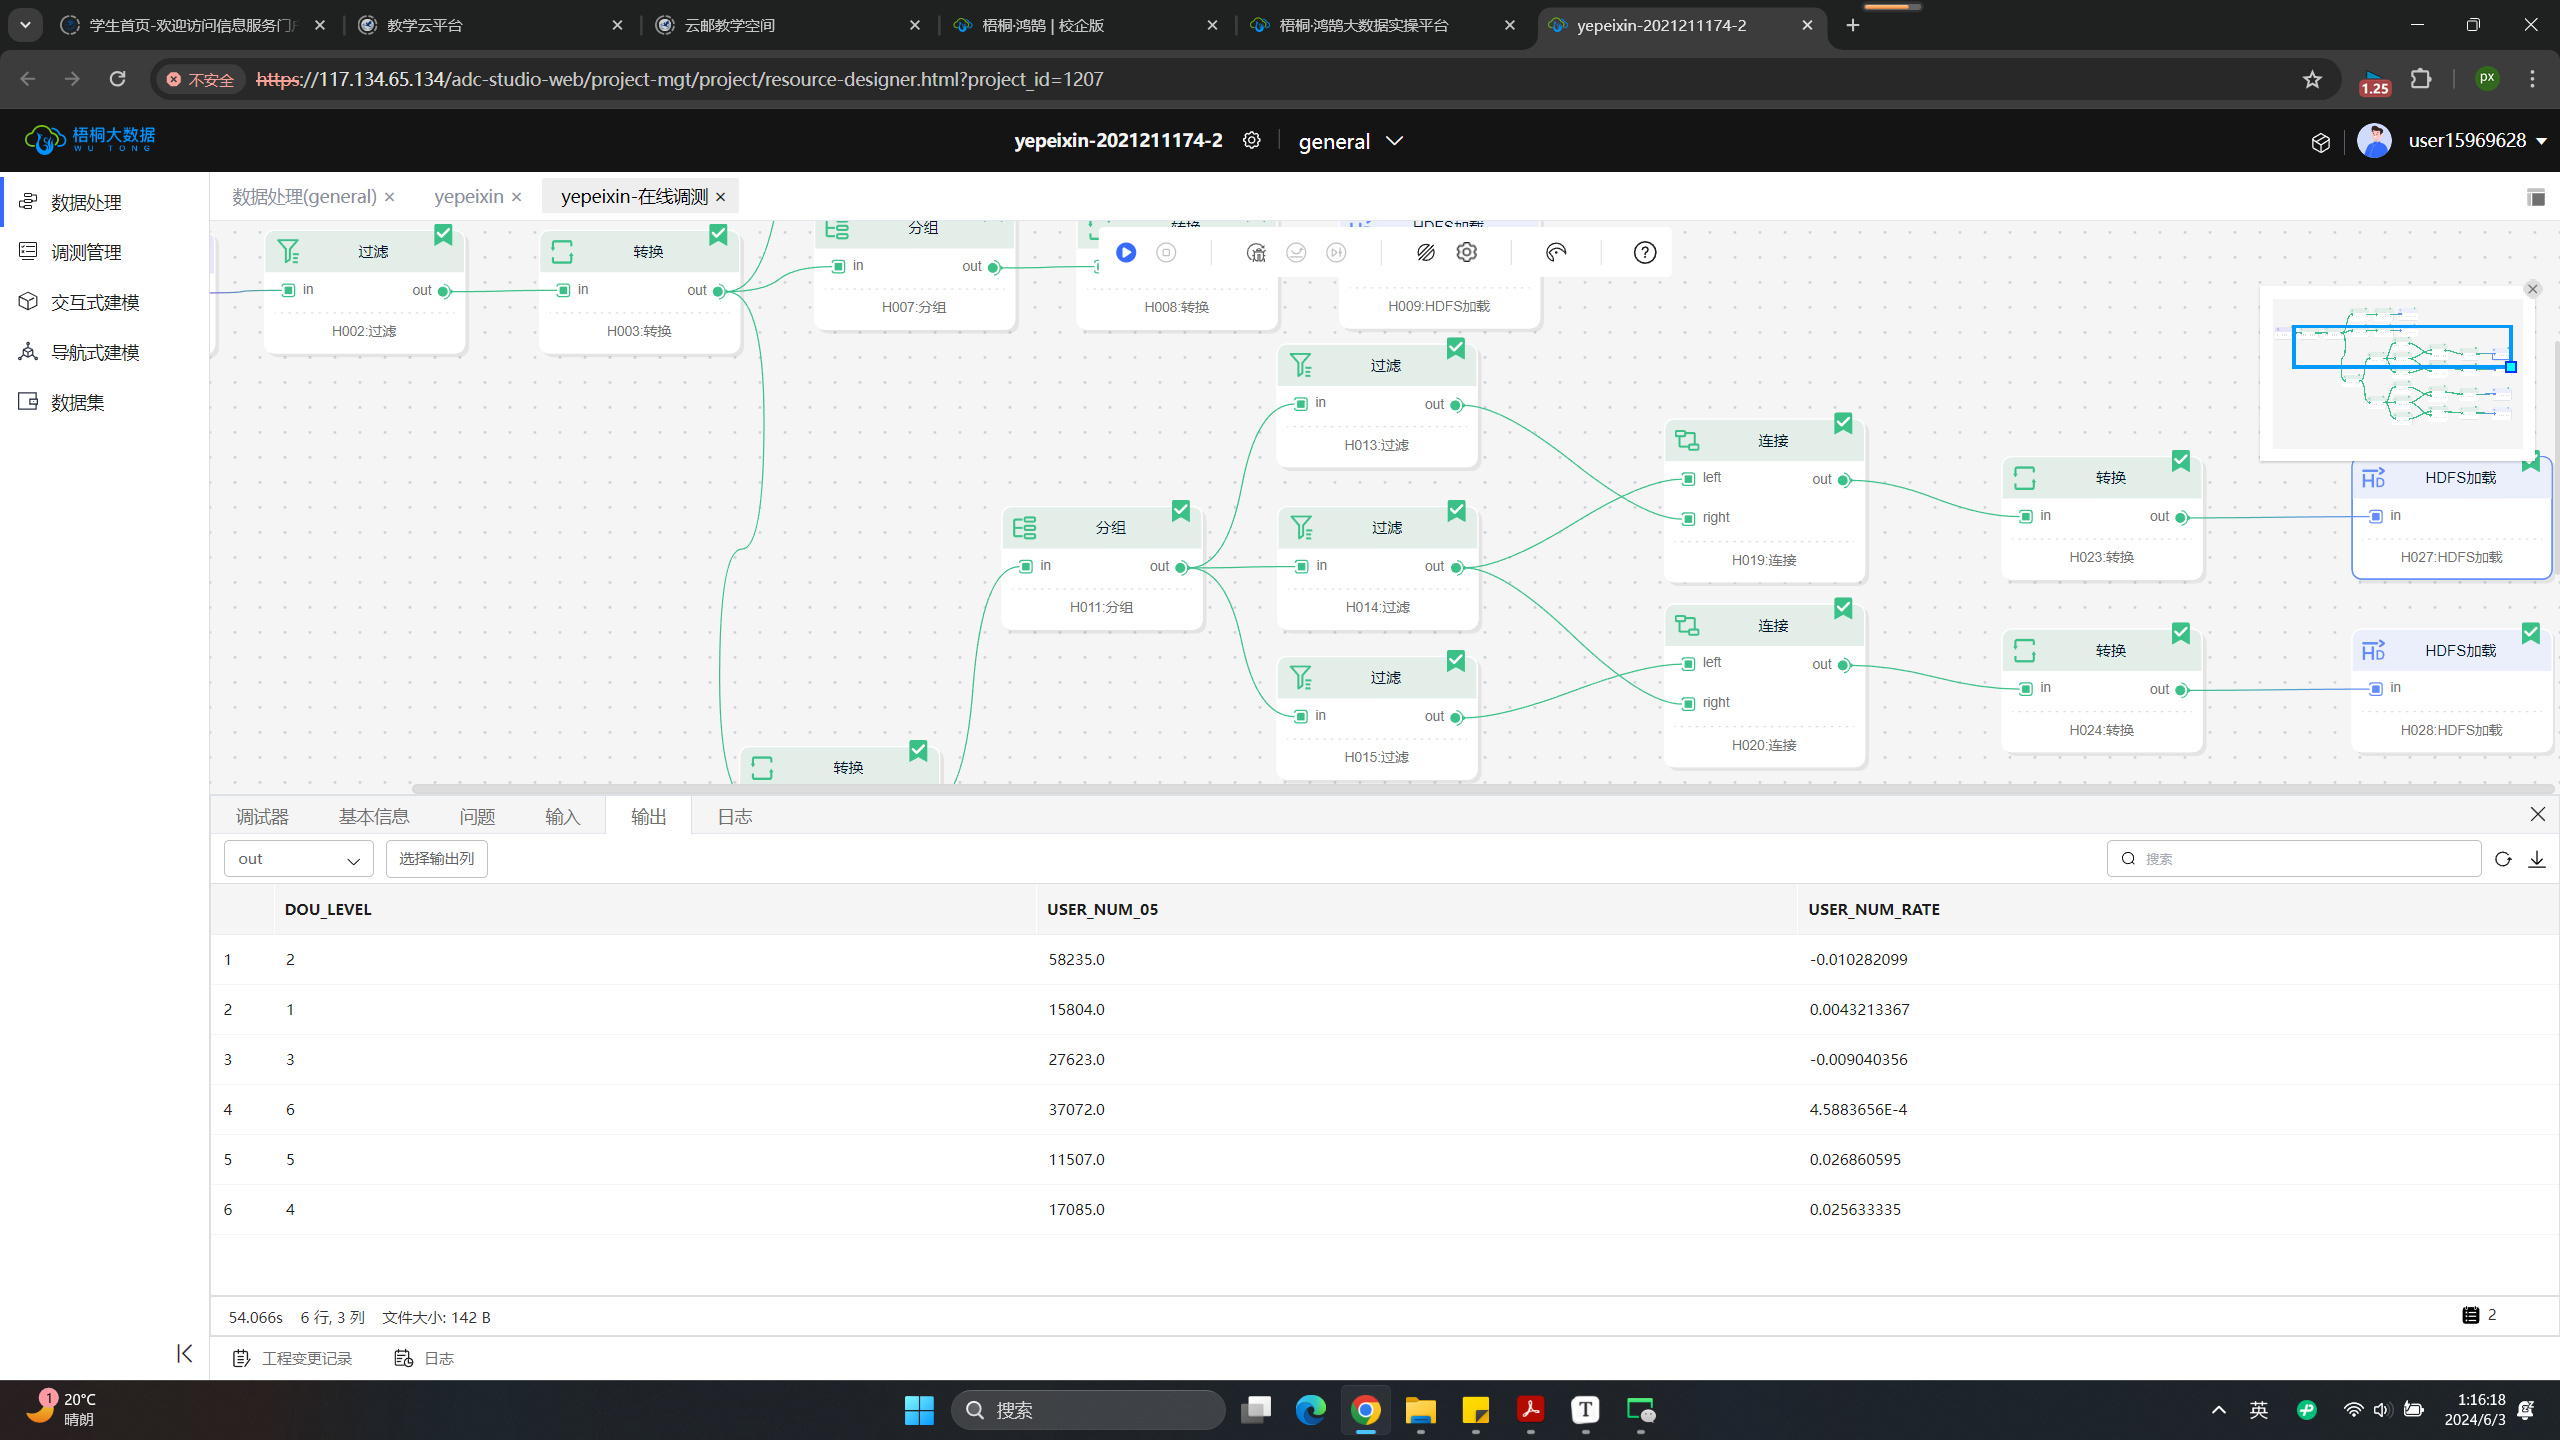 学生首页-欢迎访问信息服务门户
教学云平台
云邮教学空间
梧桐·鸿鹄 | 校企版
梧桐·鸿鹄大数据实操平台
yepeixin-2021211174-2
不安全
https://117.134.65.134/adc-studio-web/project-mgt/project/resource-designer.html?project_id=1207
1.25
px
梧桐大数据
WU TONG
yepeixin-2021211174-2
general
user15969628
数据处理
调测管理
交互式建模
导航式建模
数据集
数据处理(general)
yepeixin
yepeixin-在线调测
过滤
in
out
H002:过滤
转换
in
out
H003:转换
分组
in
out
H007:分组
转换
H008:转换
HDFS加载
H009:HDFS加载
过滤
in
out
H013:过滤
分组
in
out
H011:分组
过滤
in
out
H014:过滤
过滤
in
out
H015:过滤
连接
left
out
right
H019:连接
连接
left
out
right
H020:连接
转换
in
out
H023:转换
HDFS加载
in
H027:HDFS加载
转换
in
out
H024:转换
HDFS加载
in
H028:HDFS加载
转换
调试器
基本信息
问题
输入
输出
日志
out
选择输出列
搜索
DOU_LEVEL USER_NUM_05 USER_NUM_RATE
1 2 58235.0 -0.010282099
2 1 15804.0 0.0043213367
3 3 27623.0 -0.009040356
4 6 37072.0 4.5883656E-4
5 5 11507.0 0.026860595
6 4 17085.0 0.025633335
54.066s 6 行, 3 列 文件大小: 142 B
2
工程变更记录
日志
1
20°C
晴朗
搜索
英
1:16:18
2024/6/3